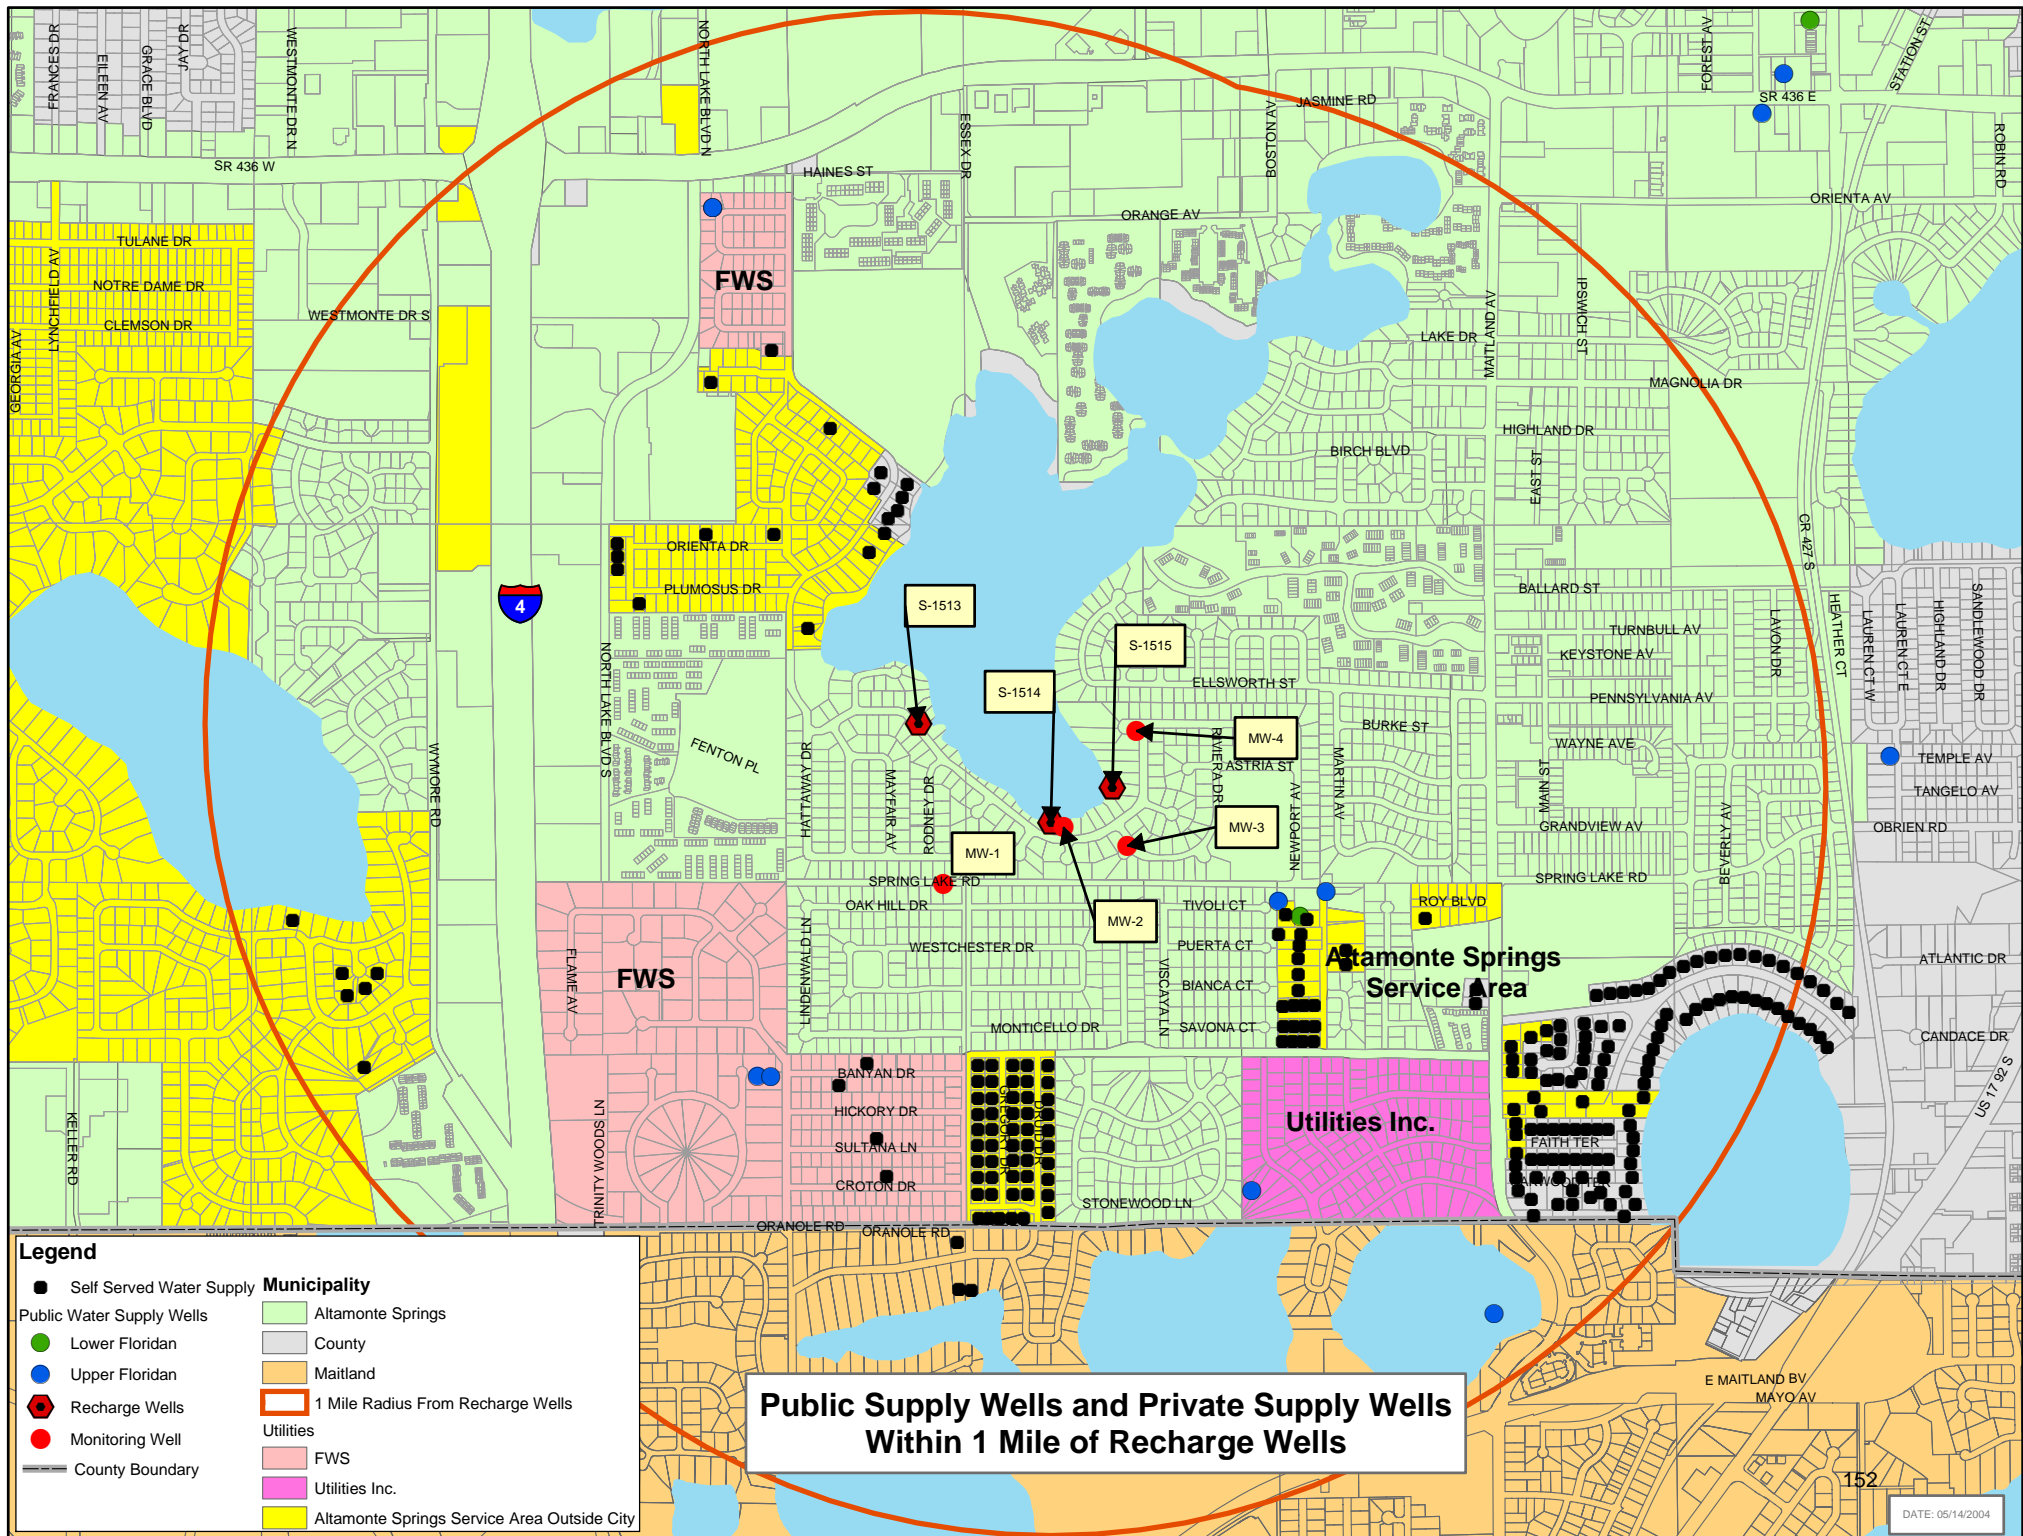 FRANCES DR
EILEEN AV
GRACE BLVD
JAY DR
WESTMONTE DR N
NORTH LAKE BLVD N
FOREST AV
STATION ST
SR 436 E
JASMINE RD
BOSTON AV
ESSEX DR
ROBIN RD
SR 436 W
HAINES ST
ORIENTA AV
ORANGE AV
TULANE DR
LYNCHFIELD AV
NOTRE DAME DR
FWS
WESTMONTE DR S
CLEMSON DR
GEORGIA AV
MAITLAND AV
IPSWICH ST
LAKE DR
MAGNOLIA DR
HIGHLAND DR
BIRCH BLVD
EAST ST
CR 427 S
ORIENTA DR
PLUMOSUS DR
4
S-1513
S-1515
S-1514
BALLARD ST
TURNBULL AV
KEYSTONE AV
PENNSYLVANIA AV
LAVON DR
HEATHER CT
LAUREN CT W
LAUREN CT E
HIGHLAND DR
SANDLEWOOD DR
ELLSWORTH ST
BURKE ST
MW-4
WAYNE AVE
TEMPLE AV
TANGELO AV
OBRIEN RD
NORTH LAKE BLVD S
FENTON PL
WYMORE RD
HATTAWAY DR
MAYFAIR AV
RODNEY DR
RIVIERA DR
ASTRIA ST
NEWPORT AV
MARTIN AV
MAIN ST
GRANDVIEW AV
BEVERLY AV
MW-3
MW-1
SPRING LAKE RD
SPRING LAKE RD
OAK HILL DR
MW-2
TIVOLI CT
ROY BLVD
WESTCHESTER DR
PUERTA CT
Altamonte Springs
Service Area
ATLANTIC DR
FLAME AV
FWS
LINDENWALD LN
VISCAYA LN
BIANCA CT
MONTICELLO DR
SAVONA CT
CANDACE DR
US 17 92 S
BANYAN DR
HICKORY DR
SULTANA LN
CROTON DR
GREGORY DR
DRUID DR
Utilities Inc.
FAITH TER
KELLER RD
TRINITY WOODS LN
STONEWOOD LN
ORANOLE RD
ORANOLE RD
E MAITLAND BV
MAYO AV
Legend
Self Served Water Supply
Public Water Supply Wells
Lower Floridan
Upper Floridan
Recharge Wells
Monitoring Well
County Boundary
Municipality
Altamonte Springs
County
Maitland
1 Mile Radius From Recharge Wells
Utilities
FWS
Utilities Inc.
Altamonte Springs Service Area Outside City
Public Supply Wells and Private Supply Wells
Within 1 Mile of Recharge Wells
152
DATE: 05/14/2004